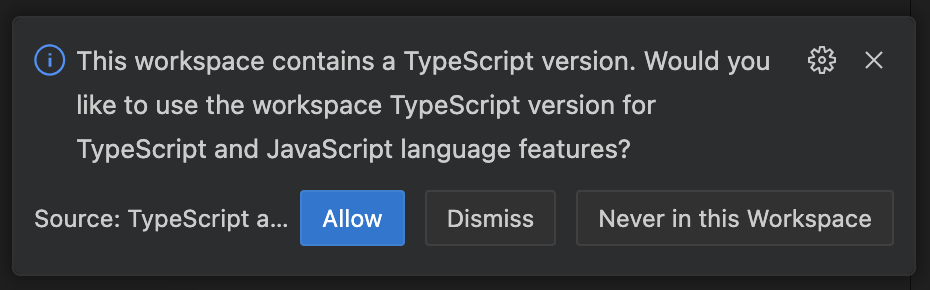 This workspace contains a TypeScript version. Would you
like to use the workspace TypeScript version for
TypeScript and JavaScript language features?
Source: TypeScript a... Allow Dismiss Never in this Workspace